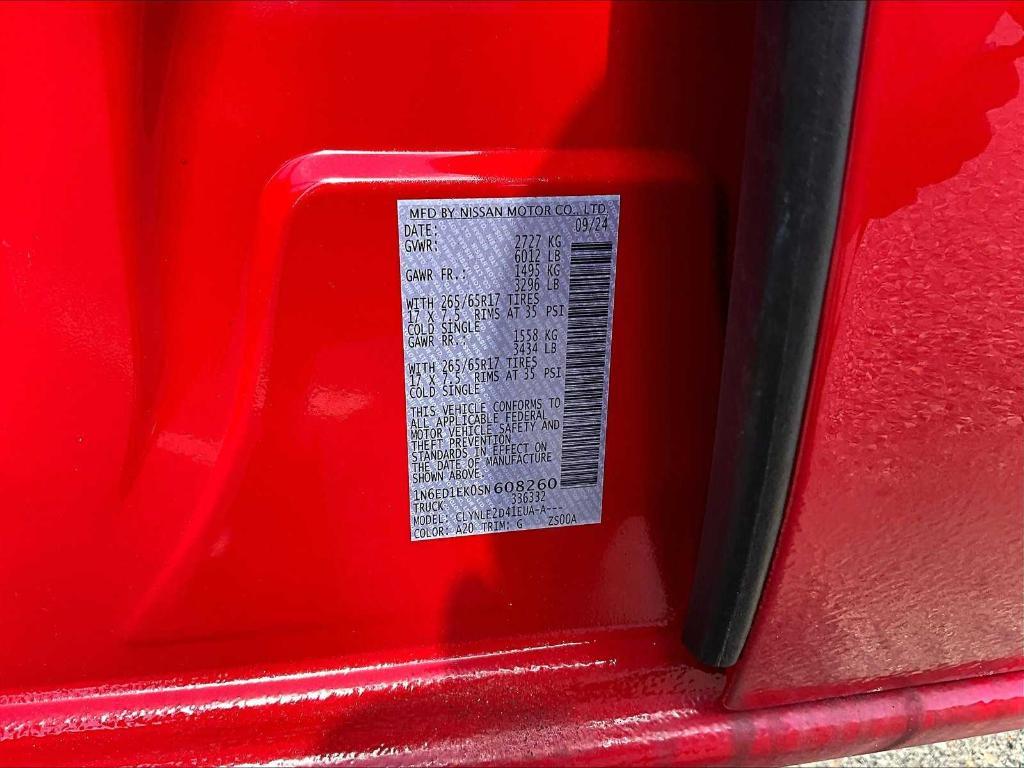 MFD BY NISSAN MOTOR CO., LTD.
DATE: 09/24
GVWR: 2727 KG
6012 LB
GAWR FR.: 1495 KG
3296 LB
WITH 265/65R17 TIRES
17 X 7.5 RIMS AT 35 PSI
COLD SINGLE
GAWR RR.: 1558 KG
3434 LB
WITH 265/65R17 TIRES
17 X 7.5 RIMS AT 35 PSI
COLD SINGLE
THIS VEHICLE CONFORMS TO
ALL APPLICABLE FEDERAL
MOTOR VEHICLE SAFETY AND
THEFT PREVENTION
STANDARDS IN EFFECT ON
THE DATE OF MANUFACTURE
SHOWN ABOVE.
1N6ED1EK0SN608260
TRUCK 336332
MODEL: CLYNLE2D41EUA-A---
COLOR: A20 TRIM: G ZS00A